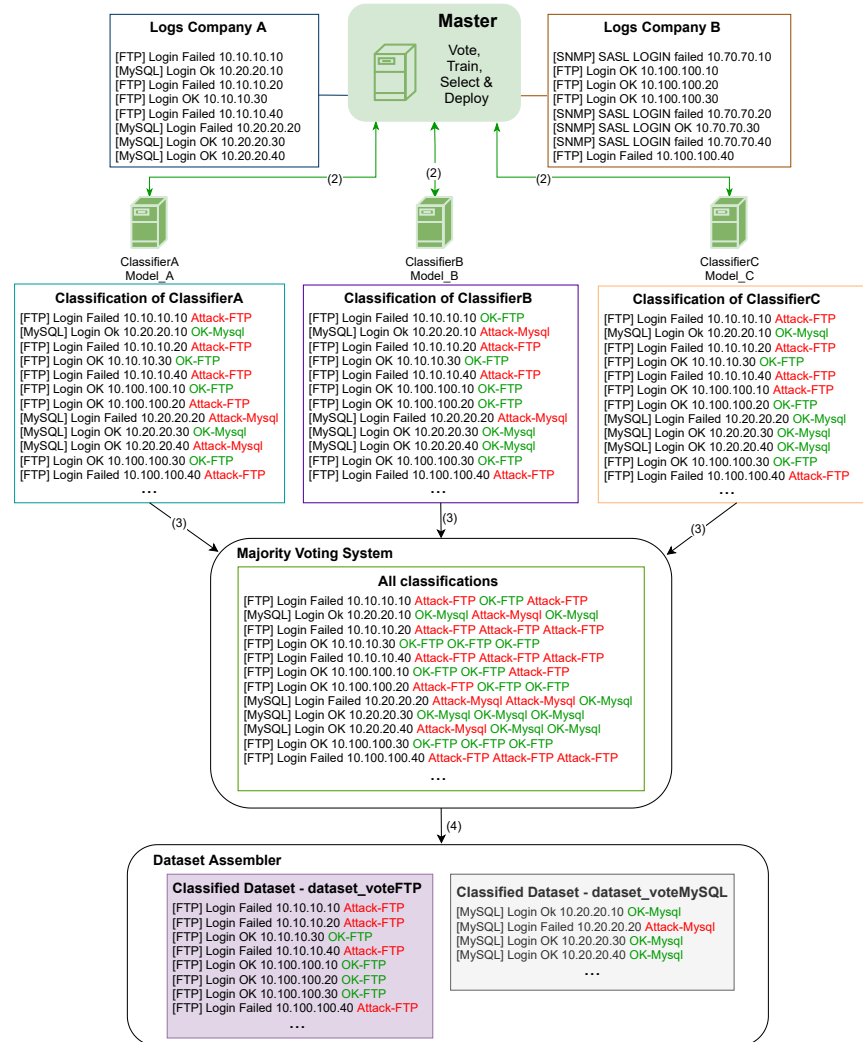 Logs Company A
[FTP] Login Failed 10.10.10.10
[MySQL] Login Ok 10.20.20.10
[FTP] Login Failed 10.10.10.20
[FTP] Login OK 10.10.10.30
[FTP] Login Failed 10.10.10.40
[MySQL] Login Failed 10.20.20.20
[MySQL] Login OK 10.20.20.30
[MySQL] Login OK 10.20.20.40
Master
Vote,
Train,
Select &
Deploy
Logs Company B
[SNMP] SASL LOGIN failed 10.70.70.10
[FTP] Login OK 10.100.100.10
[FTP] Login OK 10.100.100.20
[FTP] Login OK 10.100.100.30
[SNMP] SASL LOGIN failed 10.70.70.20
[SNMP] SASL LOGIN OK 10.70.70.30
[SNMP] SASL LOGIN failed 10.70.70.40
[FTP] Login Failed 10.100.100.40
(2)
(2)
(2)
ClassifierA
Model_A
ClassifierB
Model_B
ClassifierC
Model_C
Classification of ClassifierA
[FTP] Login Failed 10.10.10.10 Attack-FTP
[MySQL] Login Ok 10.20.20.10 OK-Mysql
[FTP] Login Failed 10.10.10.20 Attack-FTP
[FTP] Login OK 10.10.10.30 OK-FTP
[FTP] Login Failed 10.10.10.40 Attack-FTP
[FTP] Login OK 10.100.100.10 OK-FTP
[FTP] Login OK 10.100.100.20 Attack-FTP
[MySQL] Login Failed 10.20.20.20 Attack-Mysql
[MySQL] Login OK 10.20.20.30 OK-Mysql
[MySQL] Login OK 10.20.20.40 Attack-Mysql
[FTP] Login OK 10.100.100.30 OK-FTP
[FTP] Login Failed 10.100.100.40 Attack-FTP
...
Classification of ClassifierB
[FTP] Login Failed 10.10.10.10 OK-FTP
[MySQL] Login Ok 10.20.20.10 Attack-Mysql
[FTP] Login Failed 10.10.10.20 Attack-FTP
[FTP] Login OK 10.10.10.30 OK-FTP
[FTP] Login Failed 10.10.10.40 Attack-FTP
[FTP] Login OK 10.100.100.10 OK-FTP
[FTP] Login OK 10.100.100.20 OK-FTP
[MySQL] Login Failed 10.20.20.20 Attack-Mysql
[MySQL] Login OK 10.20.20.30 OK-Mysql
[MySQL] Login OK 10.20.20.40 OK-Mysql
[FTP] Login OK 10.100.100.30 OK-FTP
[FTP] Login Failed 10.100.100.40 Attack-FTP
...
Classification of ClassifierC
[FTP] Login Failed 10.10.10.10 Attack-FTP
[MySQL] Login Ok 10.20.20.10 OK-Mysql
[FTP] Login Failed 10.10.10.20 Attack-FTP
[FTP] Login OK 10.10.10.30 OK-FTP
[FTP] Login Failed 10.10.10.40 Attack-FTP
[FTP] Login OK 10.100.100.10 Attack-FTP
[FTP] Login OK 10.100.100.20 OK-FTP
[MySQL] Login Failed 10.20.20.20 OK-Mysql
[MySQL] Login OK 10.20.20.30 OK-Mysql
[MySQL] Login OK 10.20.20.40 OK-Mysql
[FTP] Login OK 10.100.100.30 OK-FTP
[FTP] Login Failed 10.100.100.40 Attack-FTP
...
(3)
(3)
(3)
Majority Voting System
All classifications
[FTP] Login Failed 10.10.10.10 Attack-FTP OK-FTP Attack-FTP
[MySQL] Login Ok 10.20.20.10 OK-Mysql Attack-Mysql OK-Mysql
[FTP] Login Failed 10.10.10.20 Attack-FTP Attack-FTP Attack-FTP
[FTP] Login OK 10.10.10.30 OK-FTP OK-FTP OK-FTP
[FTP] Login Failed 10.10.10.40 Attack-FTP Attack-FTP Attack-FTP
[FTP] Login OK 10.100.100.10 OK-FTP OK-FTP Attack-FTP
[FTP] Login OK 10.100.100.20 Attack-FTP OK-FTP OK-FTP
[MySQL] Login Failed 10.20.20.20 Attack-Mysql Attack-Mysql OK-Mysql
[MySQL] Login OK 10.20.20.30 OK-Mysql OK-Mysql OK-Mysql
[MySQL] Login OK 10.20.20.40 Attack-Mysql OK-Mysql OK-Mysql
[FTP] Login OK 10.100.100.30 OK-FTP OK-FTP OK-FTP
[FTP] Login Failed 10.100.100.40 Attack-FTP Attack-FTP Attack-FTP
...
(4)
Dataset Assembler
Classified Dataset - dataset_voteFTP
[FTP] Login Failed 10.10.10.10 Attack-FTP
[FTP] Login Failed 10.10.10.20 Attack-FTP
[FTP] Login OK 10.10.10.30 OK-FTP
[FTP] Login Failed 10.10.10.40 Attack-FTP
[FTP] Login OK 10.100.100.10 OK-FTP
[FTP] Login OK 10.100.100.20 OK-FTP
[FTP] Login OK 10.100.100.30 OK-FTP
[FTP] Login Failed 10.100.100.40 Attack-FTP
...
Classified Dataset - dataset_voteMySQL
[MySQL] Login Ok 10.20.20.10 OK-Mysql
[MySQL] Login Failed 10.20.20.20 Attack-Mysql
[MySQL] Login OK 10.20.20.30 OK-Mysql
[MySQL] Login OK 10.20.20.40 OK-Mysql
...